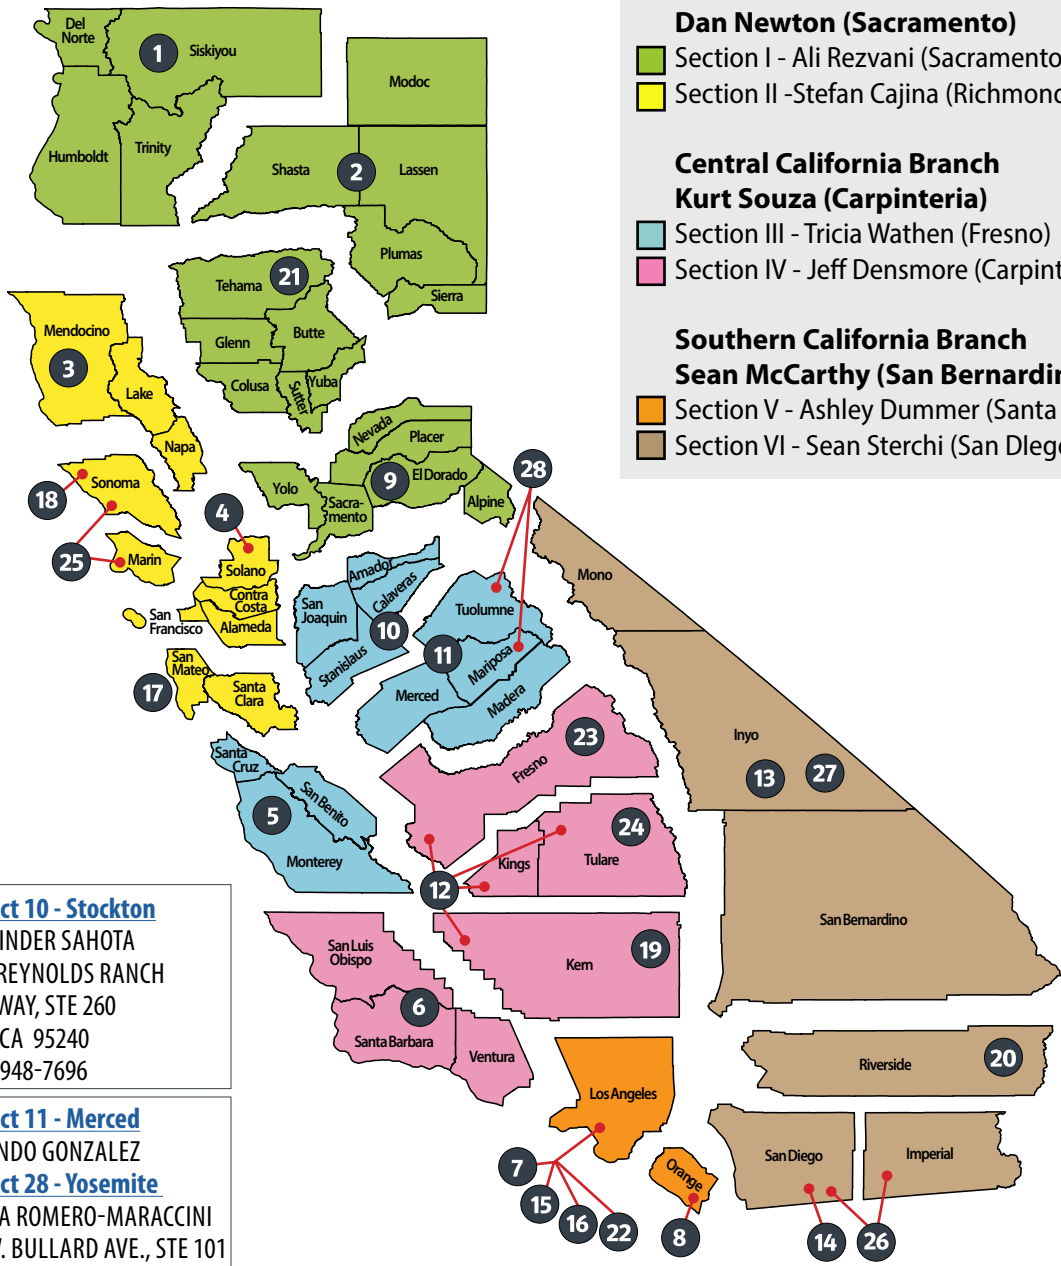 Dan Newton (Sacramento)
Section I - Ali Rezvani (Sacramento
Section II -Stefan Cajina (Richmond
Central California Branch
Kurt Souza (Carpinteria)
Section III - Tricia Wathen (Fresno)
Section IV - Jeff Densmore (Carpint
Southern California Branch
Sean McCarthy (San Bernardin
Section V - Ashley Dummer (Santa
Section VI - Sean Sterchi (San DIego
Del
Norte
1
Siskiyou
Modoc
Humboldt
Trinity
Shasta
2
Lassen
Plumas
Sierra
Tehama
21
Glenn
Butte
Colusa
Sutter
Yuba
Mendocino
3
Lake
Napa
Nevada
Placer
9
El Dorado
Yolo
Sacra-
mento
Alpine
28
18
Sonoma
25
Marin
4
Solano
Contra
Costa
Alameda
San
Francisco
San
Mateo
17
Santa
Clara
Amador
Calaveras
San
Joaquin
10
Stanislaus
Tuolumne
11
Mariposa
Merced
Madera
Mono
Inyo
13
27
Santa
Cruz
San Benito
5
Monterey
23
Fresno
24
Kings
Tulare
12
San Bernardino
San Luis
Obispo
6
Santa Barbara
Ventura
19
Kern
Riverside
20
Los Angeles
7
15
16
22
Orange
8
San Diego
Imperial
14
26
ct 10 - Stockton
INDER SAHOTA
REYNOLDS RANCH
WAY, STE 260
CA 95240
948-7696
ct 11 - Merced
NDO GONZALEZ
ct 28 - Yosemite
A ROMERO-MARACCINI
. BULLARD AVE., STE 101